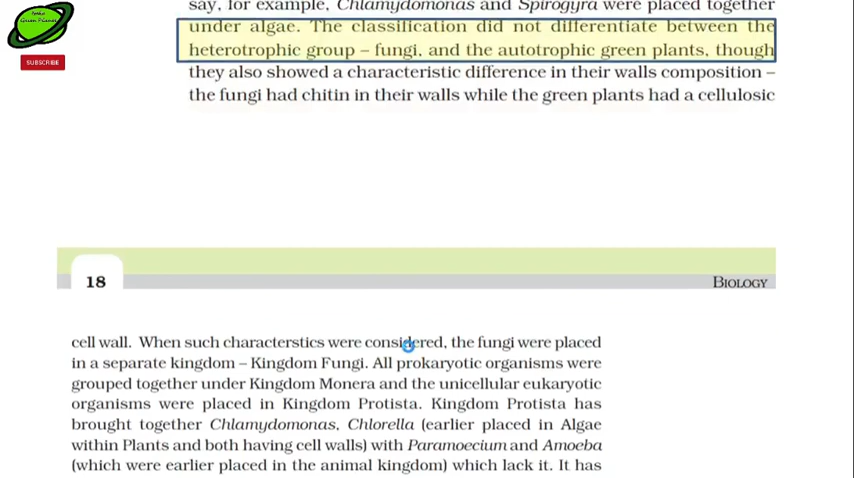 SUBSCRIBE
say, for example, Chlamydomonas and Spirogyra were placed together
under algae. The classification did not differentiate between the
heterotrophic group – fungi, and the autotrophic green plants, though
they also showed a characteristic difference in their walls composition –
the fungi had chitin in their walls while the green plants had a cellulosic
18
BIOLOGY
cell wall. When such characterstics were considered, the fungi were placed
in a separate kingdom – Kingdom Fungi. All prokaryotic organisms were
grouped together under Kingdom Monera and the unicellular eukaryotic
organisms were placed in Kingdom Protista. Kingdom Protista has
brought together Chlamydomonas, Chlorella (earlier placed in Algae
within Plants and both having cell walls) with Paramoecium and Amoeba
(which were earlier placed in the animal kingdom) which lack it. It has